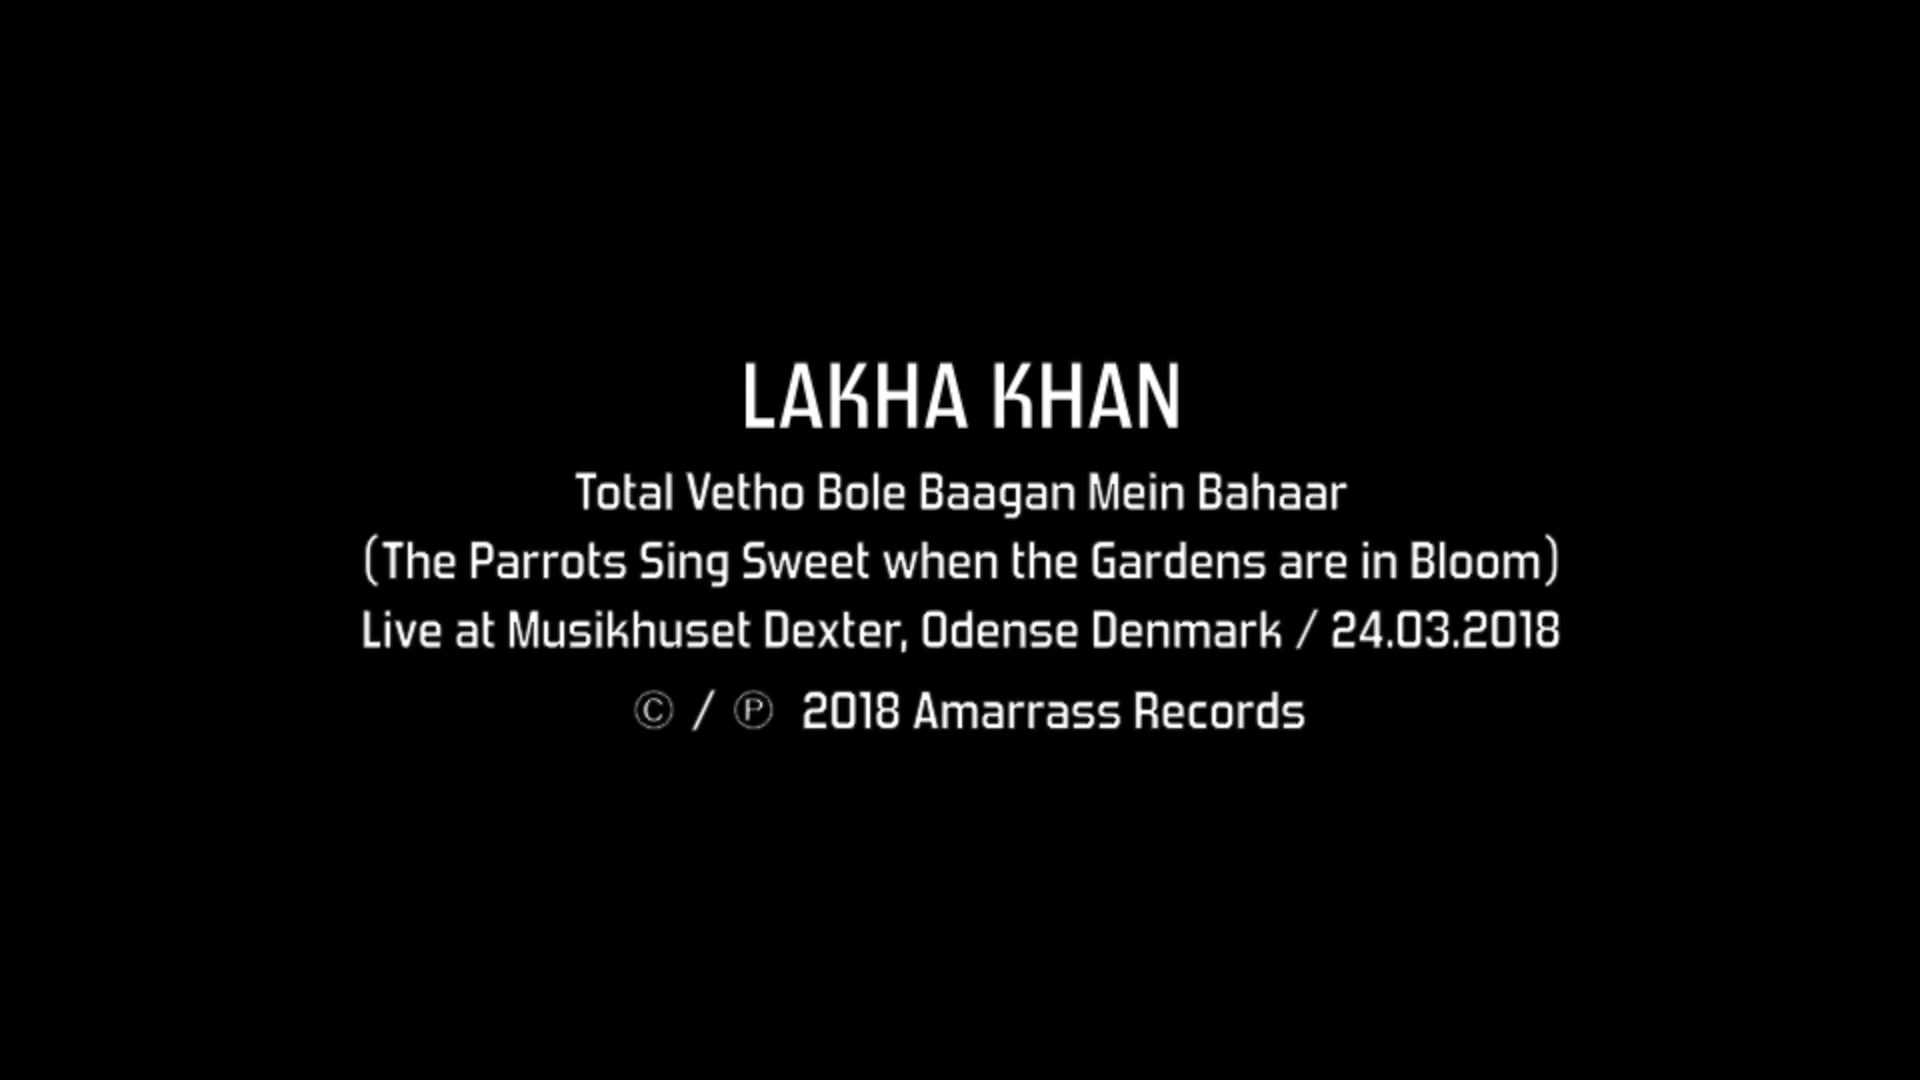 LAKHA KHAN
Total Vetho Bole Baagan Mein Bahaar
(The Parrots Sing Sweet when the Gardens are in Bloom)
Live at Musikhuset Dexter, Odense Denmark / 24.03.2018
© / ℗ 2018 Amarrass Records